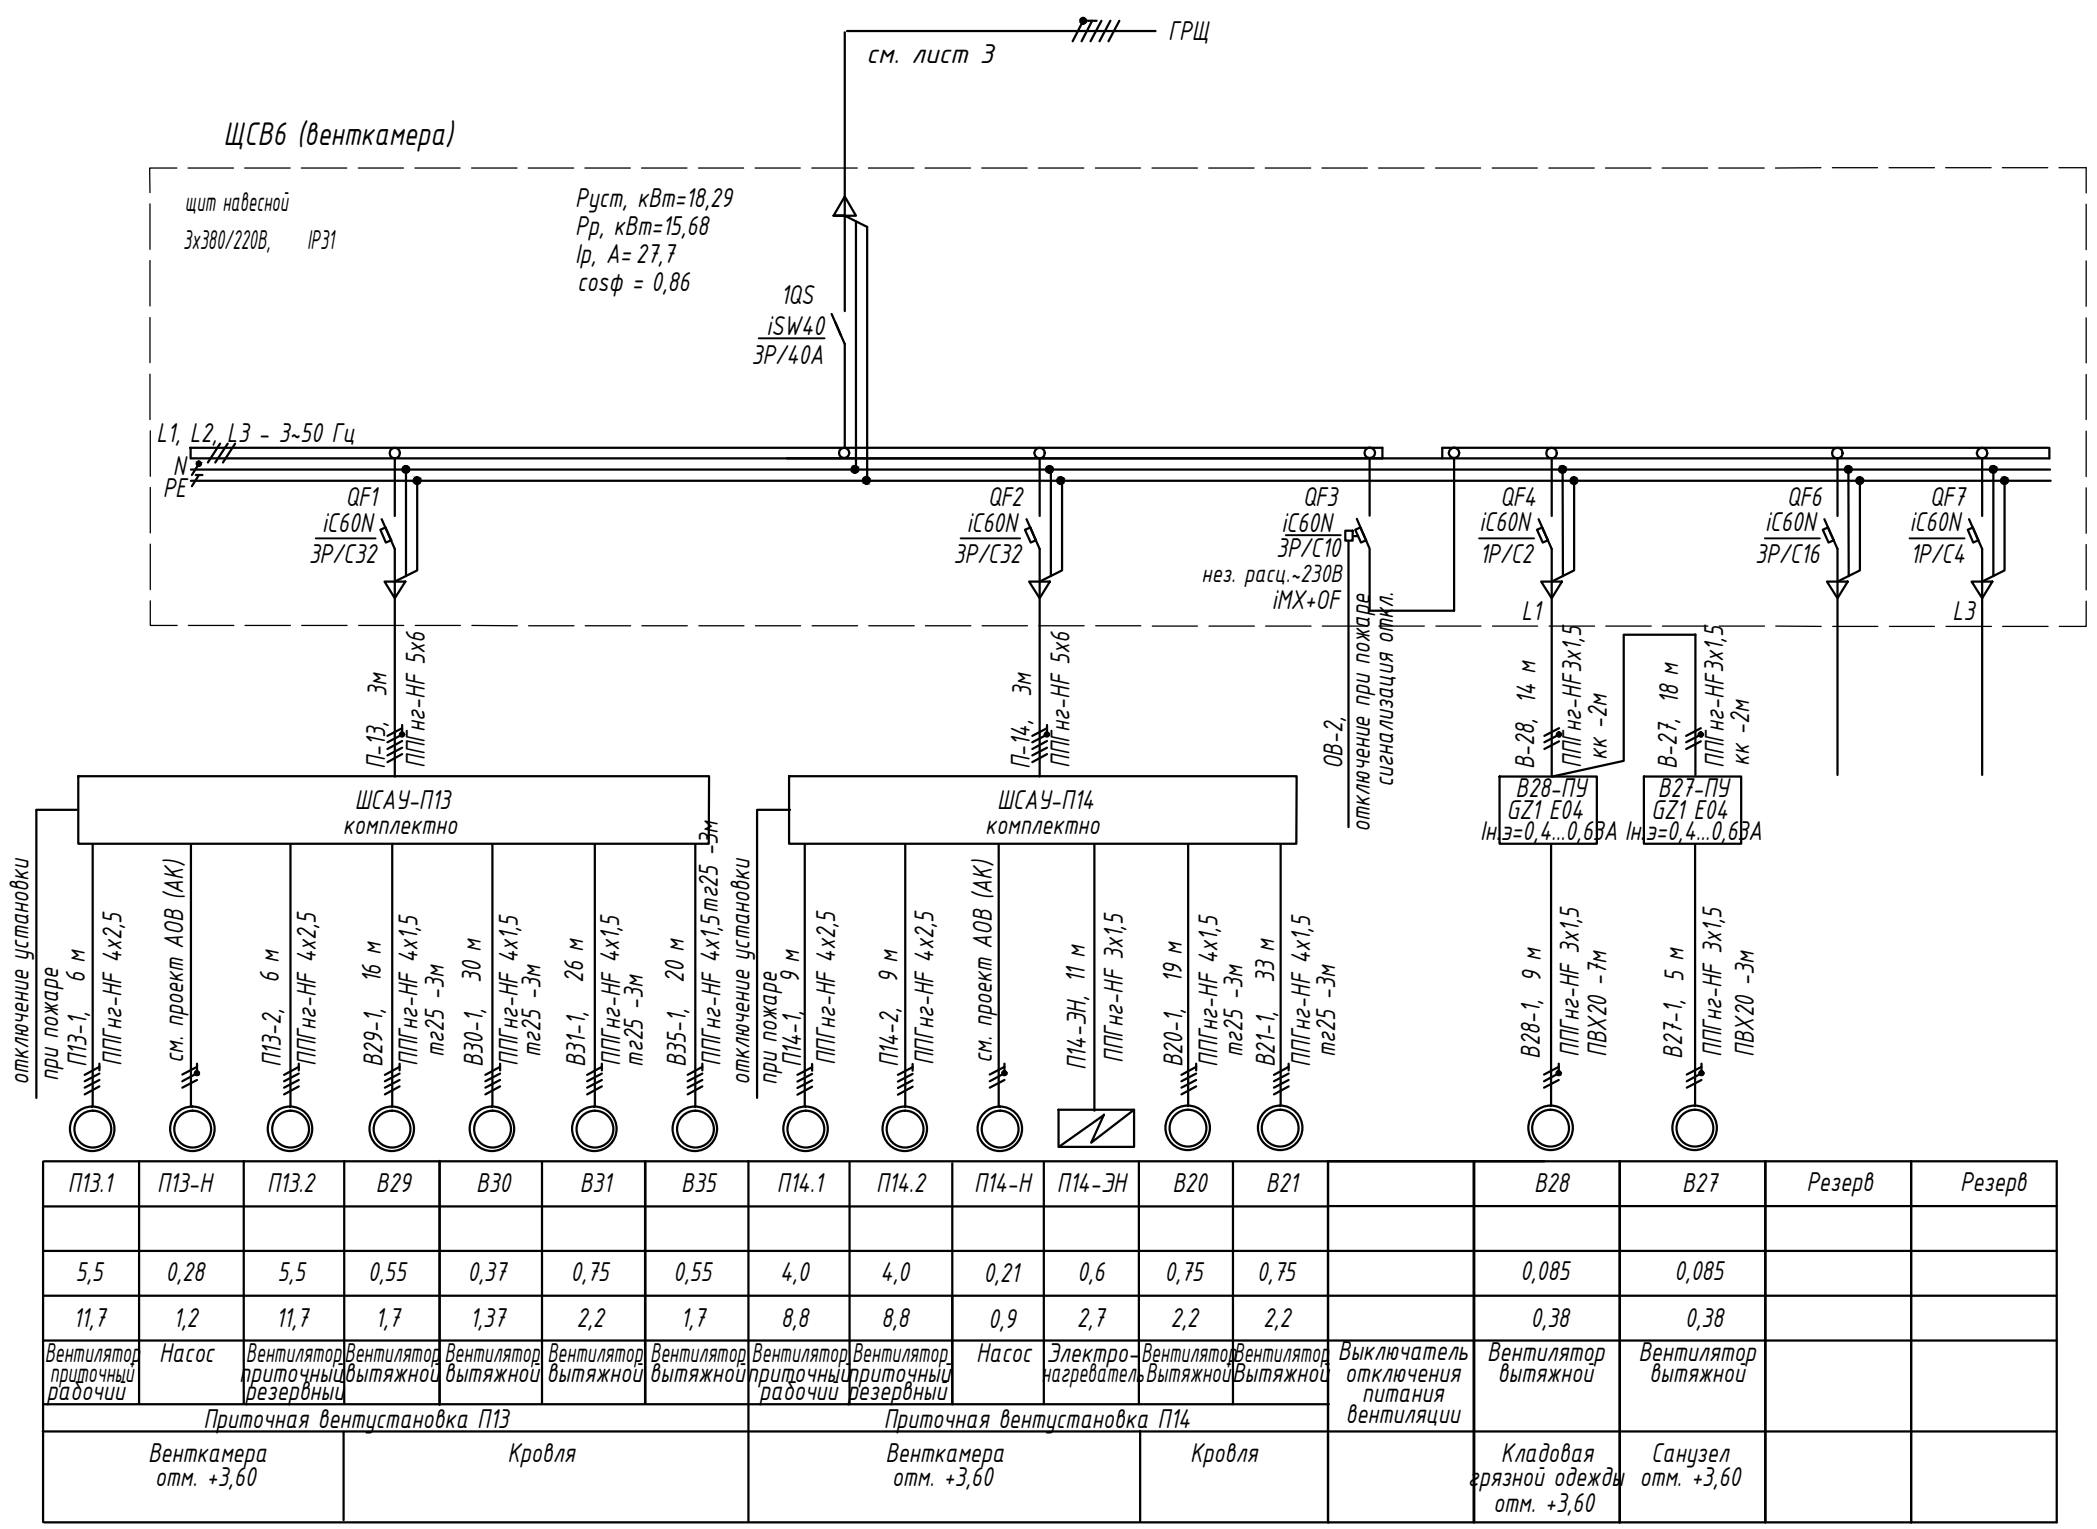 ГРЩ
см. лист 3
ЩСВ6 (венткамера)
щит навесной
3х380/220В, IP31
Руст, кВт=18,29
Рр, кВт=15,68
Iр, А= 27,7
cosφ = 0,86
1QS
iSW40
3P/40A
L1, L2, L3 - 3~50 Гц
N
PE
QF1
iC60N
3P/C32
QF2
iC60N
3P/C32
QF3
iC60N
3P/C10
нез. расц.~230В
iMX+OF
QF4
iC60N
1P/C2
L1
QF6
iC60N
3P/C16
QF7
iC60N
1P/C4
L3
П-13, 3м
ППГнг-HF 5х6
П-14, 3м
ППГнг-HF 5х6
ОВ-2,
отключение при пожаре
сигнализация откл.
В-28, 14 м
ППГнг-HF 3х1,5
кк -2м
В-27, 18 м
ППГнг-HF 3х1,5
кк -2м
ШСАУ-П13
комплектно
ШСАУ-П14
комплектно
В28-ПУ
GZ1 E04
Iн.э=0,4...0,63А
В27-ПУ
GZ1 E04
Iн.э=0,4...0,63А
отключение установки
при пожаре
П13-1, 6 м
ППГнг-HF 4х2,5
см. проект АОВ (АК)
П13-2, 6 м
ППГнг-HF 4х2,5
В29-1, 16 м
ППГнг-HF 4х1,5
тг25 -3м
В30-1, 30 м
ППГнг-HF 4х1,5
тг25 -3м
В31-1, 26 м
ППГнг-HF 4х1,5
тг25 -3м
В35-1, 20 м
ППГнг-HF 4х1,5 тг25 -3м
отключение установки
при пожаре
П14-1, 9 м
ППГнг-HF 4х2,5
П14-2, 9 м
ППГнг-HF 4х2,5
см. проект АОВ (АК)
П14-ЭН, 11 м
ППГнг-HF 3х1,5
В20-1, 19 м
ППГнг-HF 4х1,5
тг25 -3м
В21-1, 33 м
ППГнг-HF 4х1,5
тг25 -3м
В28-1, 9 м
ППГнг-HF 3х1,5
ПВХ20 -7м
В27-1, 5 м
ППГнг-HF 3х1,5
ПВХ20 -3м
П13.1 П13-Н П13.2 В29 В30 В31 В35 П14.1 П14.2 П14-Н П14-ЭН В20 В21 В28 В27 Резерв Резерв
5,5 0,28 5,5 0,55 0,37 0,75 0,55 4,0 4,0 0,21 0,6 0,75 0,75 0,085 0,085
11,7 1,2 11,7 1,7 1,37 2,2 1,7 8,8 8,8 0,9 2,7 2,2 2,2 0,38 0,38
Вентилятор
приточный
рабочий
Насос
Вентилятор
приточный
резервный
Вентилятор
вытяжной
Вентилятор
вытяжной
Вентилятор
вытяжной
Вентилятор
вытяжной
Вентилятор
приточный
рабочий
Вентилятор
приточный
резервный
Насос
Электро-
нагреватель
Вентилятор
Вытяжной
Вентилятор
Вытяжной
Выключатель
отключения
питания
вентиляции
Вентилятор
вытяжной
Вентилятор
вытяжной
Приточная вентустановка П13
Приточная вентустановка П14
Венткамера
отм. +3,60
Кровля
Венткамера
отм. +3,60
Кровля
Кладовая
грязной одежды
отм. +3,60
Санузел
отм. +3,60